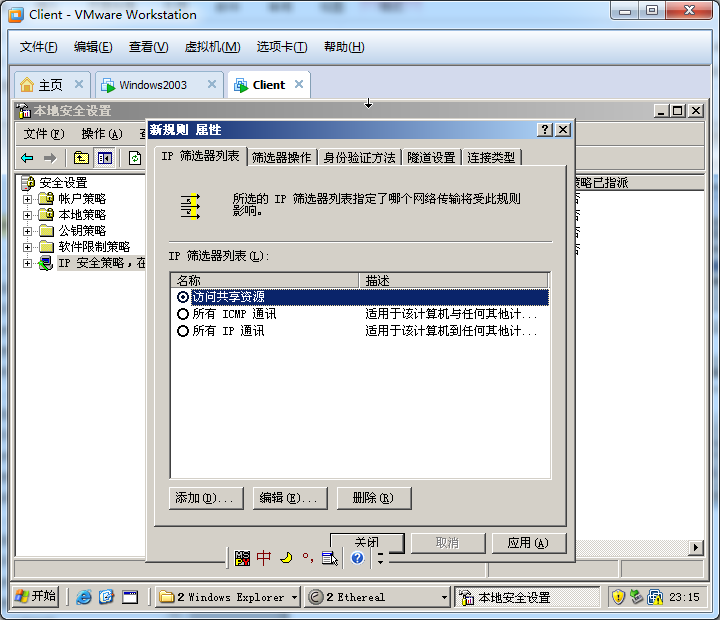 Client - VMware Workstation
文件(F) 编辑(E) 查看(V) 虚拟机(M) 选项卡(T) 帮助(H)
主页 Windows2003 Client
本地安全设置
文件(F) 操作(A)
新规则 属性
安全设置
帐户策略
本地策略
公钥策略
软件限制策略
IP 安全策略，在
IP 筛选器列表 筛选器操作 身份验证方法 隧道设置 连接类型
所选的 IP 筛选器列表指定了哪个网络传输将受此规则
影响。
IP 筛选器列表(L):
名称 描述
访问共享资源
所有 ICMP 通讯 适用于该计算机与任何其他计...
所有 IP 通讯 适用于该计算机到任何其他计...
添加(D)... 编辑(E)... 删除(R)
关闭 取消 应用(A)
策略已指派
否
否
否
否
中
开始 2 Windows Explorer 2 Ethereal 本地安全设置 23:15